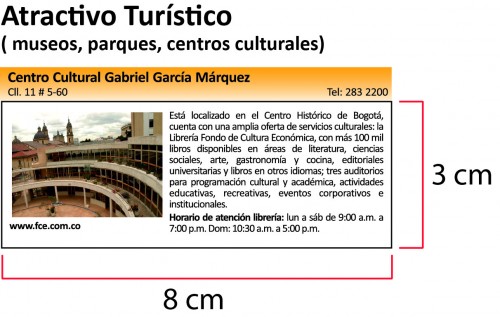 Atractivo Turístico
( museos, parques, centros culturales)
Centro Cultural Gabriel García Márquez
Cll. 11 # 5-60 Tel: 283 2200
Está localizado en el Centro Histórico de Bogotá,
cuenta con una amplia oferta de servicios culturales: la
Librería Fondo de Cultura Económica, con más 100 mil
libros disponibles en áreas de literatura, ciencias
sociales, arte, gastronomía y cocina, editoriales
universitarias y libros en otros idiomas; tres auditorios
para programación cultural y académica, actividades
educativas, recreativas, eventos corporativos e
institucionales.
Horario de atención librería: lun a sáb de 9:00 a.m. a
7:00 p.m. Dom: 10:30 a.m. a 5:00 p.m.
www.fce.com.co
3 cm
8 cm